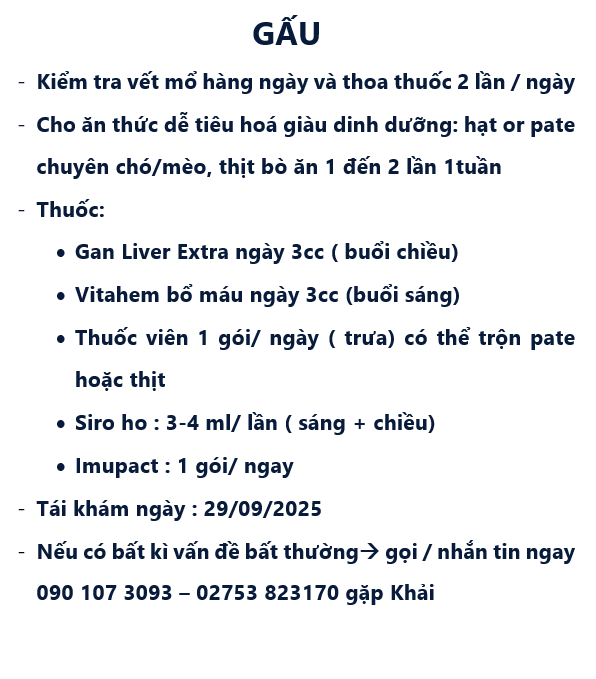 GẤU
- Kiểm tra vết mổ hàng ngày và thoa thuốc 2 lần / ngày
- Cho ăn thức dễ tiêu hoá giàu dinh dưỡng: hạt or pate
chuyên chó/mèo, thịt bò ăn 1 đến 2 lần 1tuần
- Thuốc:
• Gan Liver Extra ngày 3cc ( buổi chiều)
• Vitahem bổ máu ngày 3cc (buổi sáng)
• Thuốc viên 1 gói/ ngày ( trưa) có thể trộn pate
hoặc thịt
• Siro ho : 3-4 ml/ lần ( sáng + chiều)
• Imupact : 1 gói/ ngay
- Tái khám ngày : 29/09/2025
- Nếu có bất kì vấn đề bất thường→ gọi / nhắn tin ngay
090 107 3093 – 02753 823170 gặp Khải